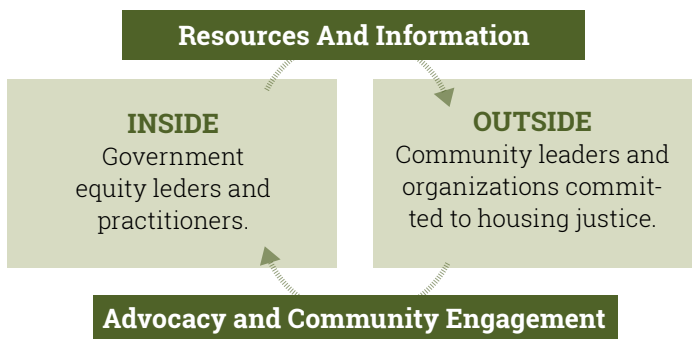 Resources And Information
INSIDE
Government
equity leders and
practitioners.
OUTSIDE
Community leaders and
organizations commit-
ted to housing justice.
Advocacy and Community Engagement